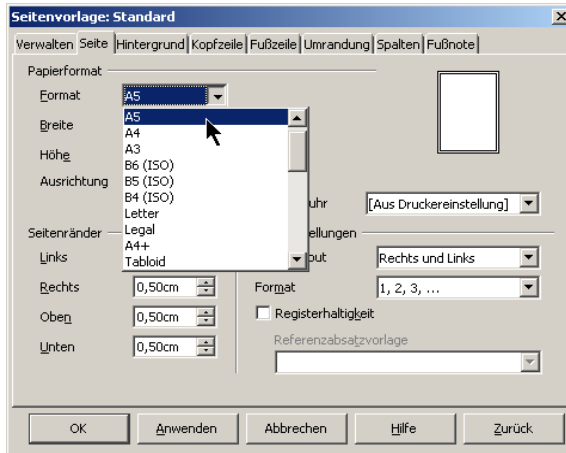 Seitenvorlage: Standard
Verwalten Seite Hintergrund Kopfzeile Fußzeile Umrandung Spalten Fußnote
Papierformat
Format A5
A5
Breite
A4
A3
Höhe
B6 (ISO)
Ausrichtung
B5 (ISO)
B4 (ISO)
uhr [Aus Druckereinstellung]
Letter
Legal
Seitenränder
ellungen
A4+
Links
Tabloid
out Rechts und Links
Rechts 0,50cm Format 1, 2, 3, ...
Oben 0,50cm Registerhaltigkeit
Unten 0,50cm Referenzabsatzvorlage
OK Anwenden Abbrechen Hilfe Zurück